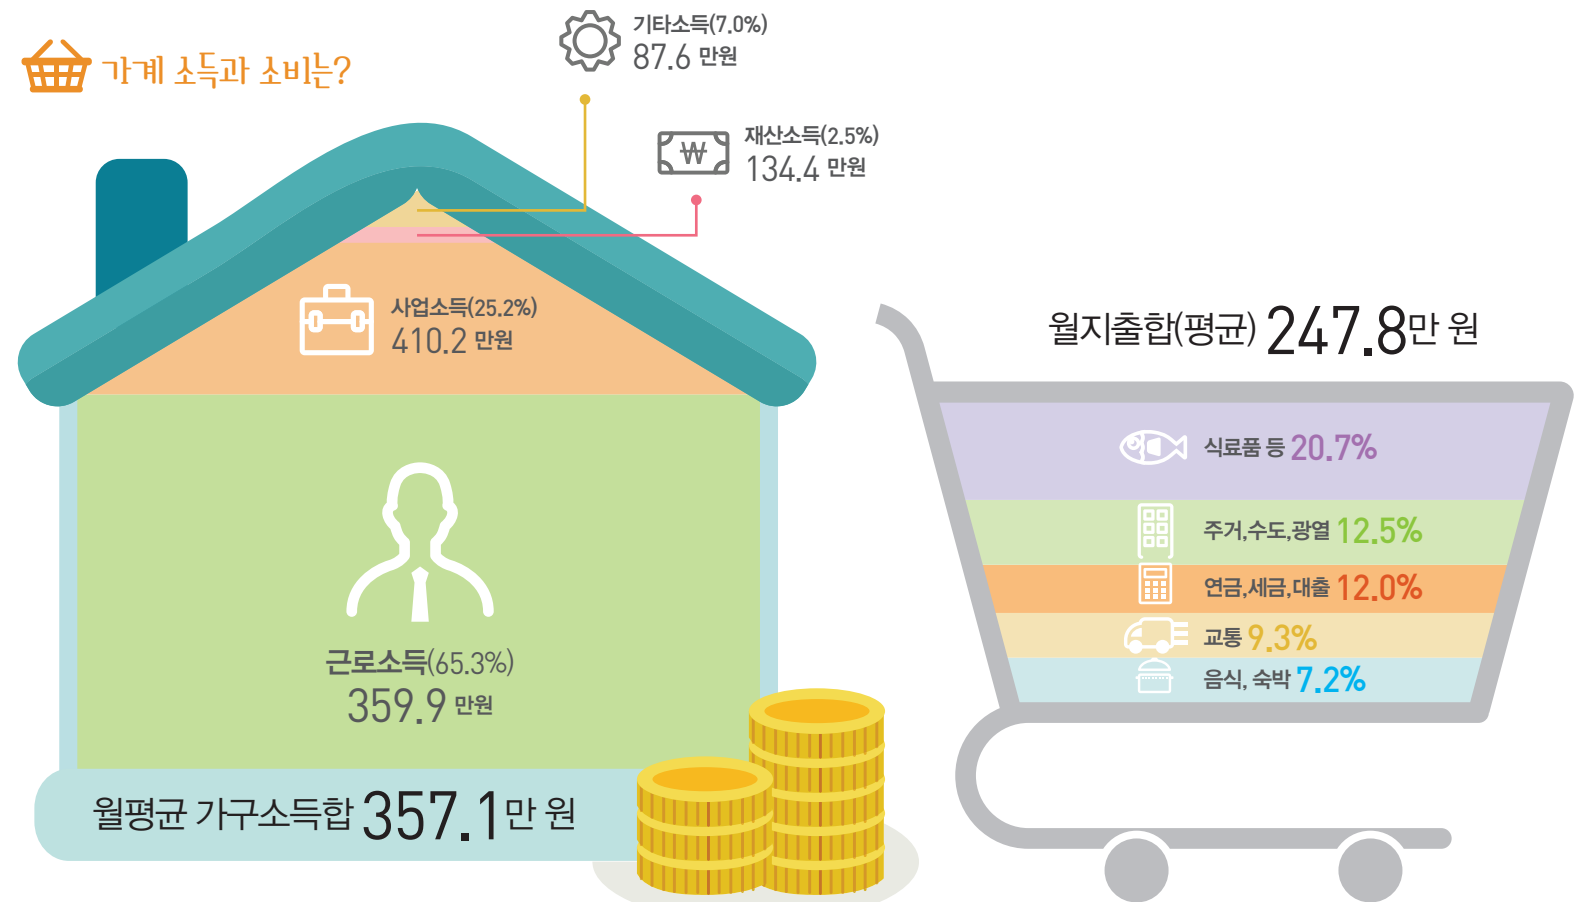 가계 소득과 소비는?
기타소득(7.0%)
87.6 만원
₩
재산소득(2.5%)
134.4 만원
사업소득(25.2%)
410.2 만원
근로소득(65.3%)
359.9 만원
월평균 가구소득합 357.1만 원
월지출합(평균) 247.8만 원
식료품 등 20.7%
주거,수도,광열 12.5%
연금,세금,대출 12.0%
교통 9.3%
음식, 숙박 7.2%